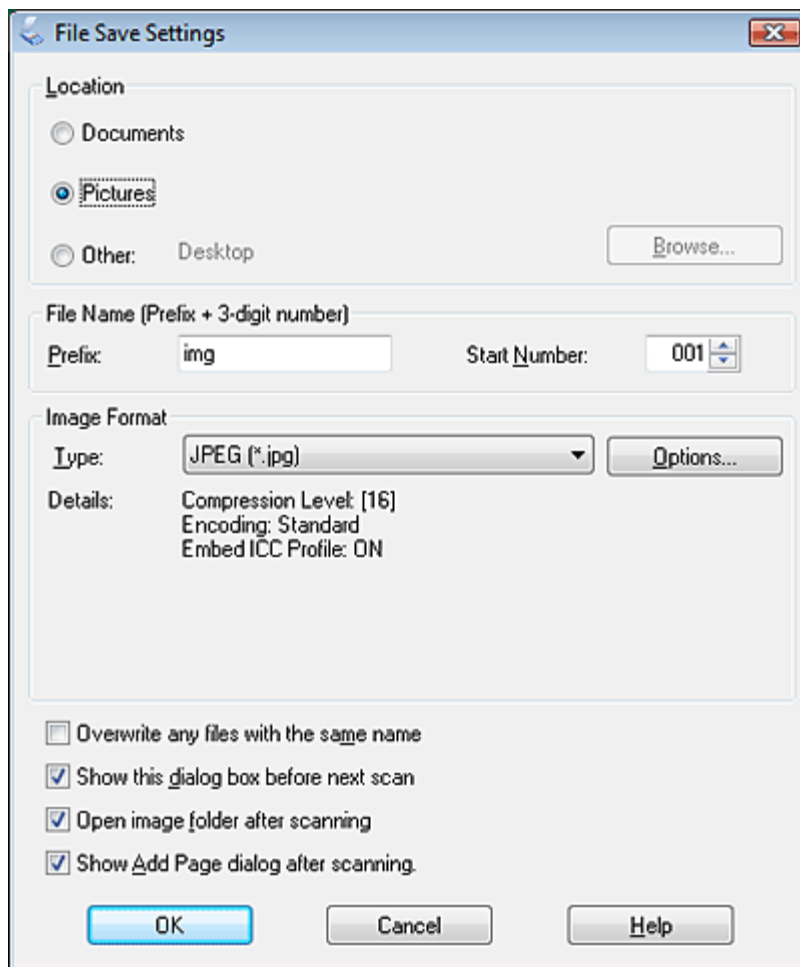 File Save Settings
Location
Documents
Pictures
Other: Desktop Browse...
File Name (Prefix + 3-digit number)
Prefix: img Start Number: 001
Image Format
Type: JPEG (*.jpg) Options...
Details: Compression Level: [16]
Encoding: Standard
Embed ICC Profile: ON
Overwrite any files with the same name
Show this dialog box before next scan
Open image folder after scanning
Show Add Page dialog after scanning.
OK Cancel Help